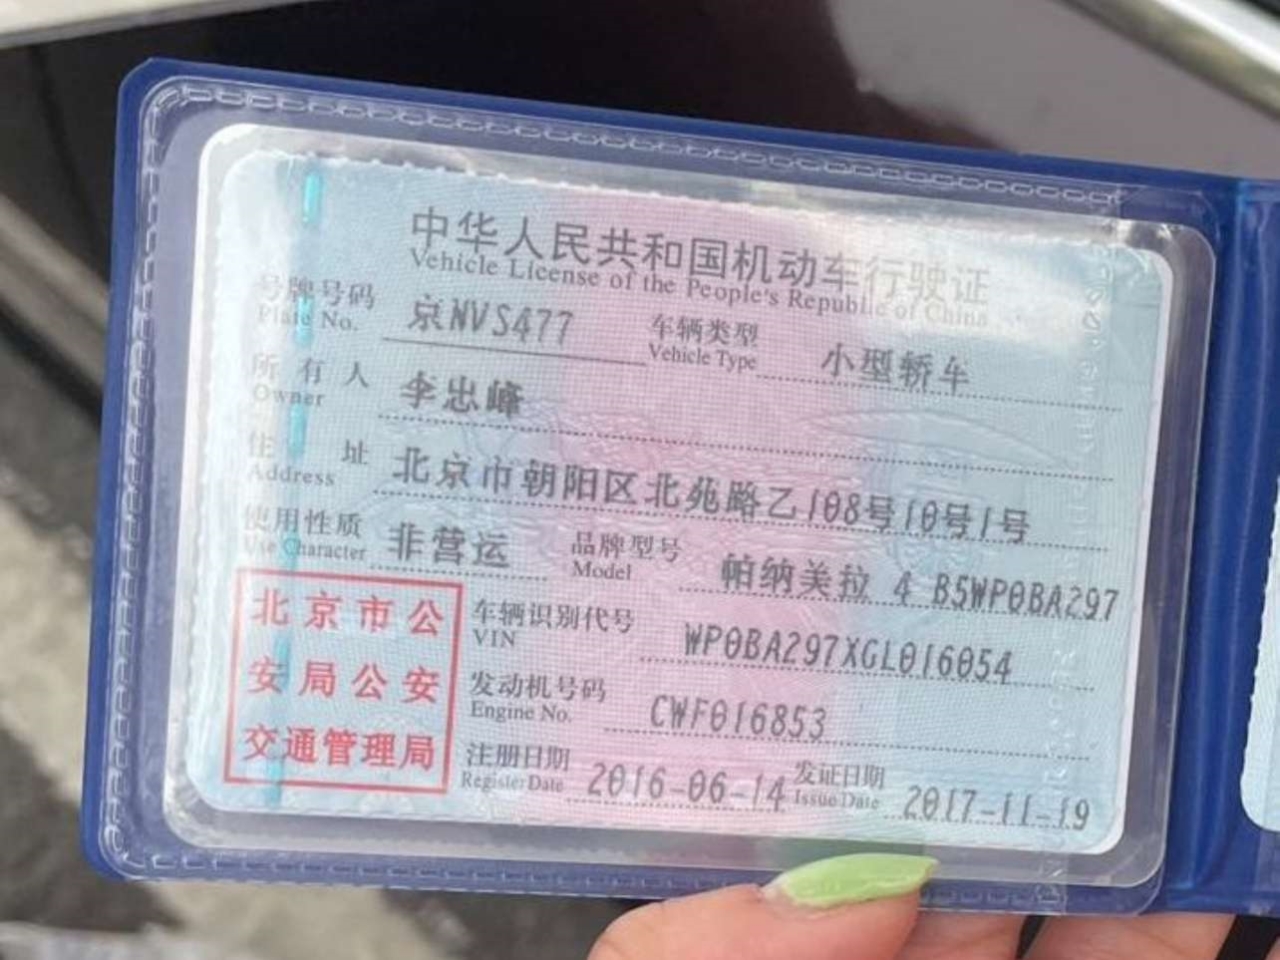 中华人民共和国机动车行驶证
Vehicle License of the People's Republic of China
号牌号码 京NVS477 车辆类型 小型轿车
Plate No. Vehicle Type
所有人 李忠峰
Owner
住址 北京市朝阳区北苑路乙108号10号1号
Address
使用性质 非营运 品牌型号 帕纳美拉 4 B5WP0BA297
Use Character Model
北京市公
安局公安
交通管理局
车辆识别代号 WP0BA297XGL016054
VIN
发动机号码 CWF016853
Engine No.
注册日期 2016-06-14 发证日期 2017-11-19
Register Date Issue Date